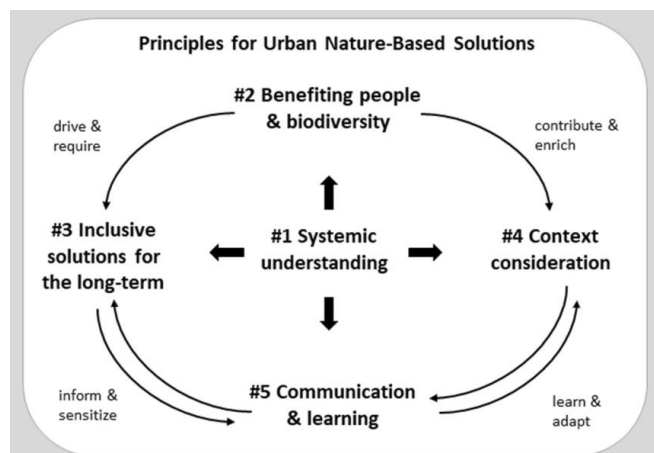 Principles for Urban Nature-Based Solutions
#2 Benefiting people
& biodiversity
drive &
require
contribute &
enrich
#3 Inclusive
solutions for
the long-term
#1 Systemic
understanding
#4 Context
consideration
inform &
sensitize
#5 Communication
& learning
learn &
adapt